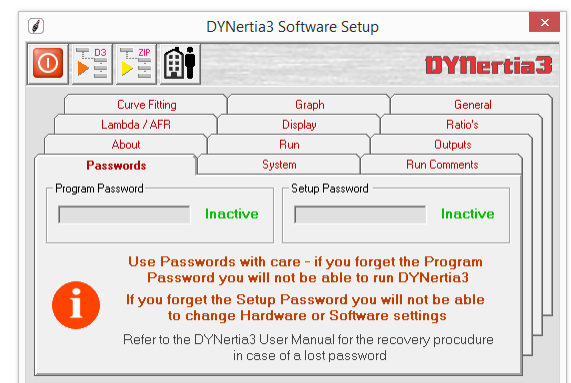 DYNertia3 Software Setup
D3
ZIP
DYNertia3
Curve Fitting
Graph
General
Lambda / AFR
Display
Ratio's
About
Run
Outputs
Passwords
System
Run Comments
Program Password
Setup Password
Inactive
Inactive
Use Passwords with care - if you forget the Program
Password you will not be able to run DYNertia3
If you forget the Setup Password you will not be able
to change Hardware or Software settings
Refer to the DYNertia3 User Manual for the recovery procudure
in case of a lost password